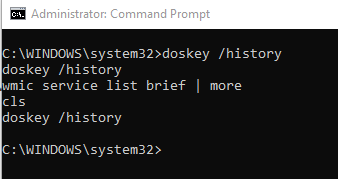 Administrator: Command Prompt
C:\WINDOWS\system32>doskey /history
doskey /history
wmic service list brief | more
cls
doskey /history
C:\WINDOWS\system32>